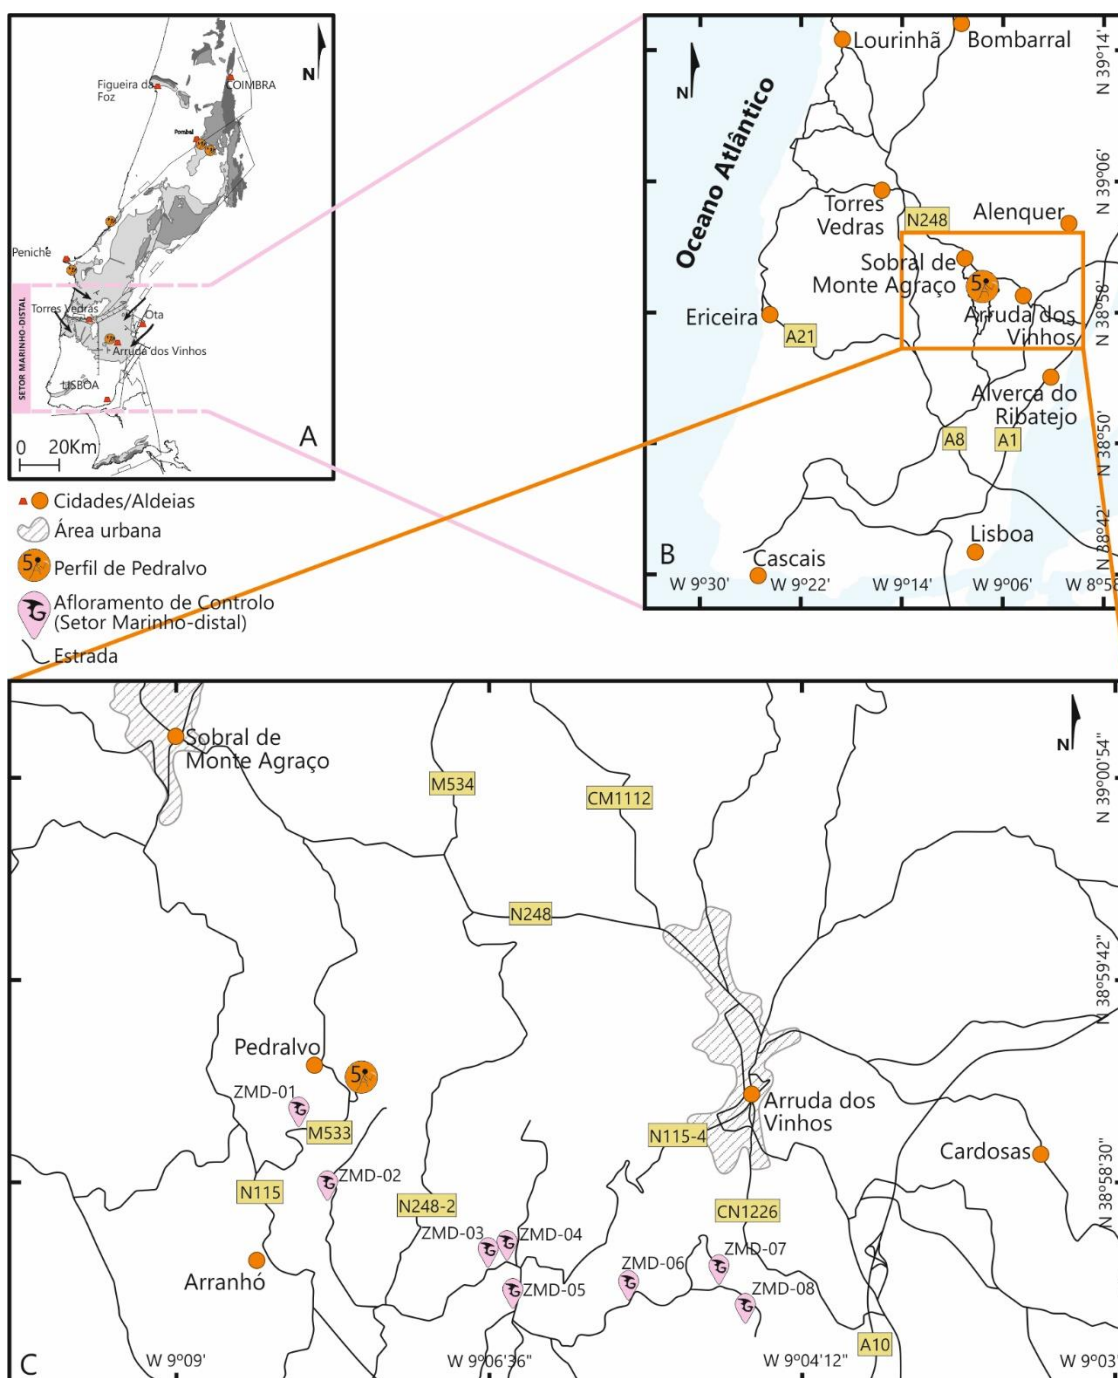 N
Figueira da
Foz
COIMBRA
Pombal
Peniche
Torres Vedras
Ota
Arruda dos Vinhos
LISBOA
SETOR MARINHO-DISTAL
0 20Km
A
Cidades/Aldeias
Área urbana
5
Perfil de Pedralvo
G
Afloramento de Controlo
(Setor Marinho-distal)
Estrada
N
Oceano Atlântico
Lourinhã
Bombarral
Torres
Vedras
N248
Alenquer
Sobral de
Monte Agraço
5
Ericeira
A21
Arruda dos
Vinhos
Alverca do
Ribatejo
A8
A1
Lisboa
Cascais
B
W 9º30'
W 9º22'
W 9º14'
W 9º06'
W 8º58'
N 39º14'
N 39º06'
N 38º58'
N 38º50'
N 38º42'
N
Sobral de
Monte Agraço
M534
CM1112
N248
Pedralvo
5
ZMD-01
M533
Arruda dos
Vinhos
N115-4
Cardosas
ZMD-02
N115
N248-2
CN1226
ZMD-03
ZMD-04
Arranhó
ZMD-05
ZMD-06
ZMD-07
ZMD-08
A10
C
W 9º09'
W 9º06'36"
W 9º04'12"
W 9º03'
N 39º00'54"
N 38º59'42"
N 38º58'30"